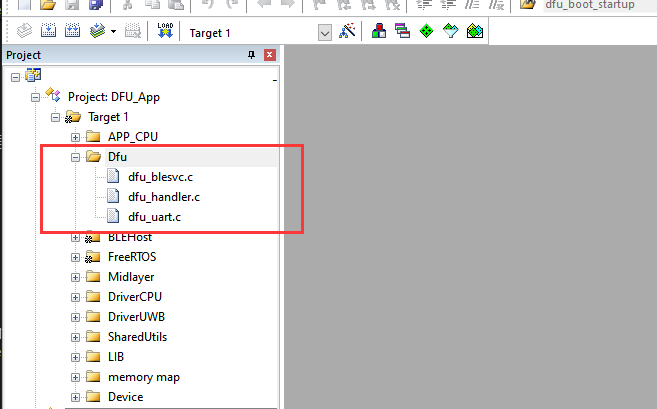 dfu_boot_startup
LOAD
Target 1
Project
Project: DFU_App
Target 1
APP_CPU
Dfu
dfu_blesvc.c
dfu_handler.c
dfu_uart.c
BLEHost
FreeRTOS
Midlayer
DriverCPU
DriverUWB
SharedUtils
LIB
memory map
Device